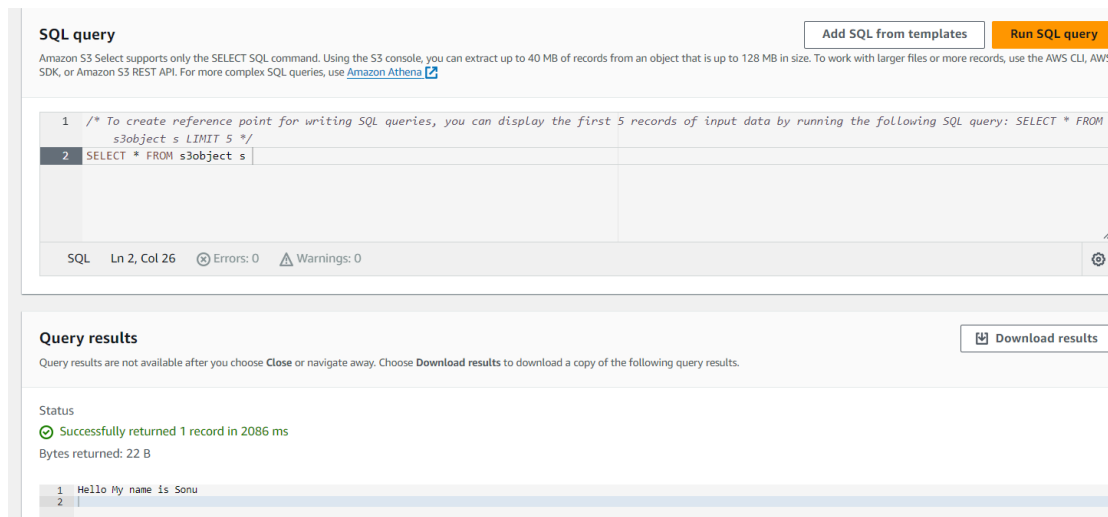 SQL query
Add SQL from templates
Run SQL query
Amazon S3 Select supports only the SELECT SQL command. Using the S3 console, you can extract up to 40 MB of records from an object that is up to 128 MB in size. To work with larger files or more records, use the AWS CLI, AWS
SDK, or Amazon S3 REST API. For more complex SQL queries, use Amazon Athena
1 /* To create reference point for writing SQL queries, you can display the first 5 records of input data by running the following SQL query: SELECT * FROM
s3object s LIMIT 5 */
2 SELECT * FROM s3object s
SQL Ln 2, Col 26 Errors: 0 Warnings: 0
Query results
Download results
Query results are not available after you choose Close or navigate away. Choose Download results to download a copy of the following query results.
Status
Successfully returned 1 record in 2086 ms
Bytes returned: 22 B
1 Hello My name is Sonu
2